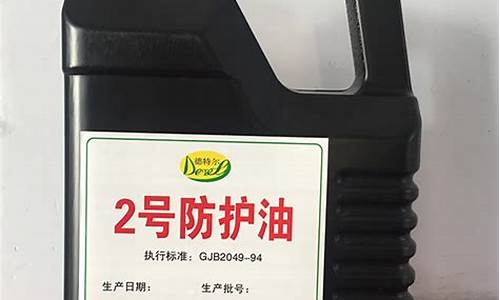 德特尔
Derel
2号防护油
执行标准：GJB2049-94
生产日期： 生产批号：